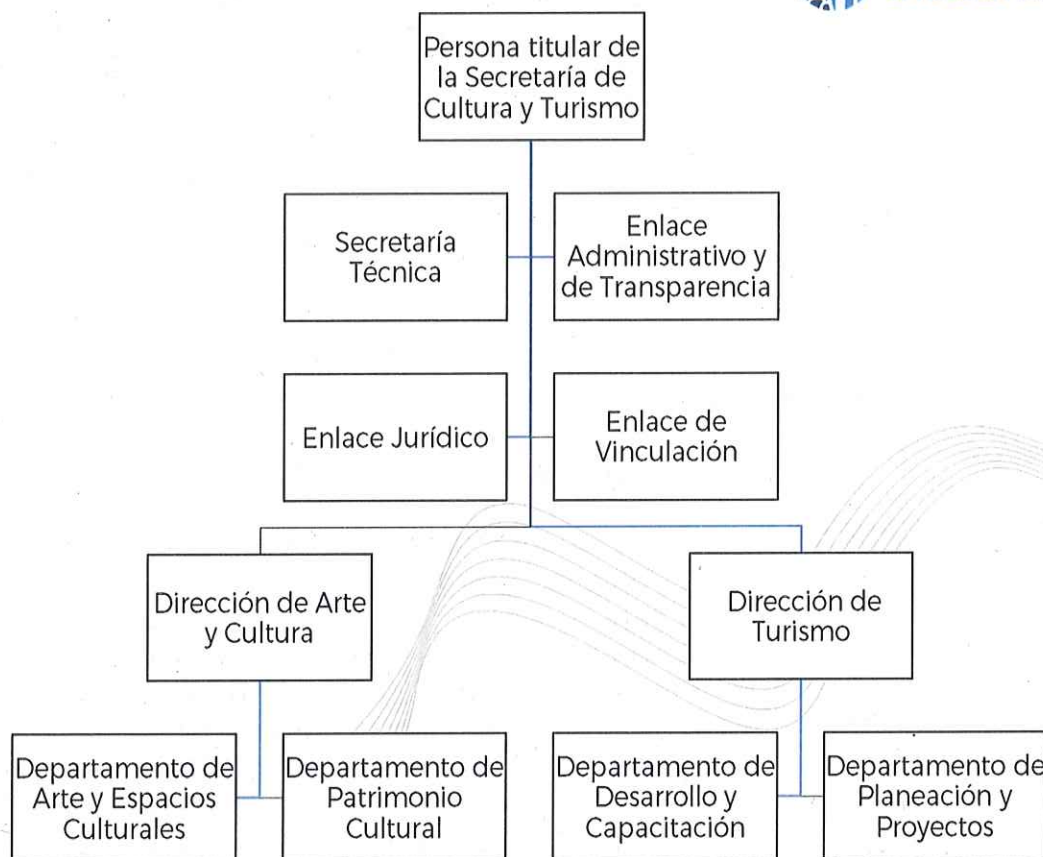 Persona titular de
la Secretaría de
Cultura y Turismo
Secretaría
Técnica
Enlace
Administrativo y
de Transparencia
Enlace Jurídico
Enlace de
Vinculación
Dirección de Arte
y Cultura
Dirección de
Turismo
Departamento de
Arte y Espacios
Culturales
Departamento de
Patrimonio
Cultural
Departamento de
Desarrollo y
Capacitación
Departamento de
Planeación y
Proyectos